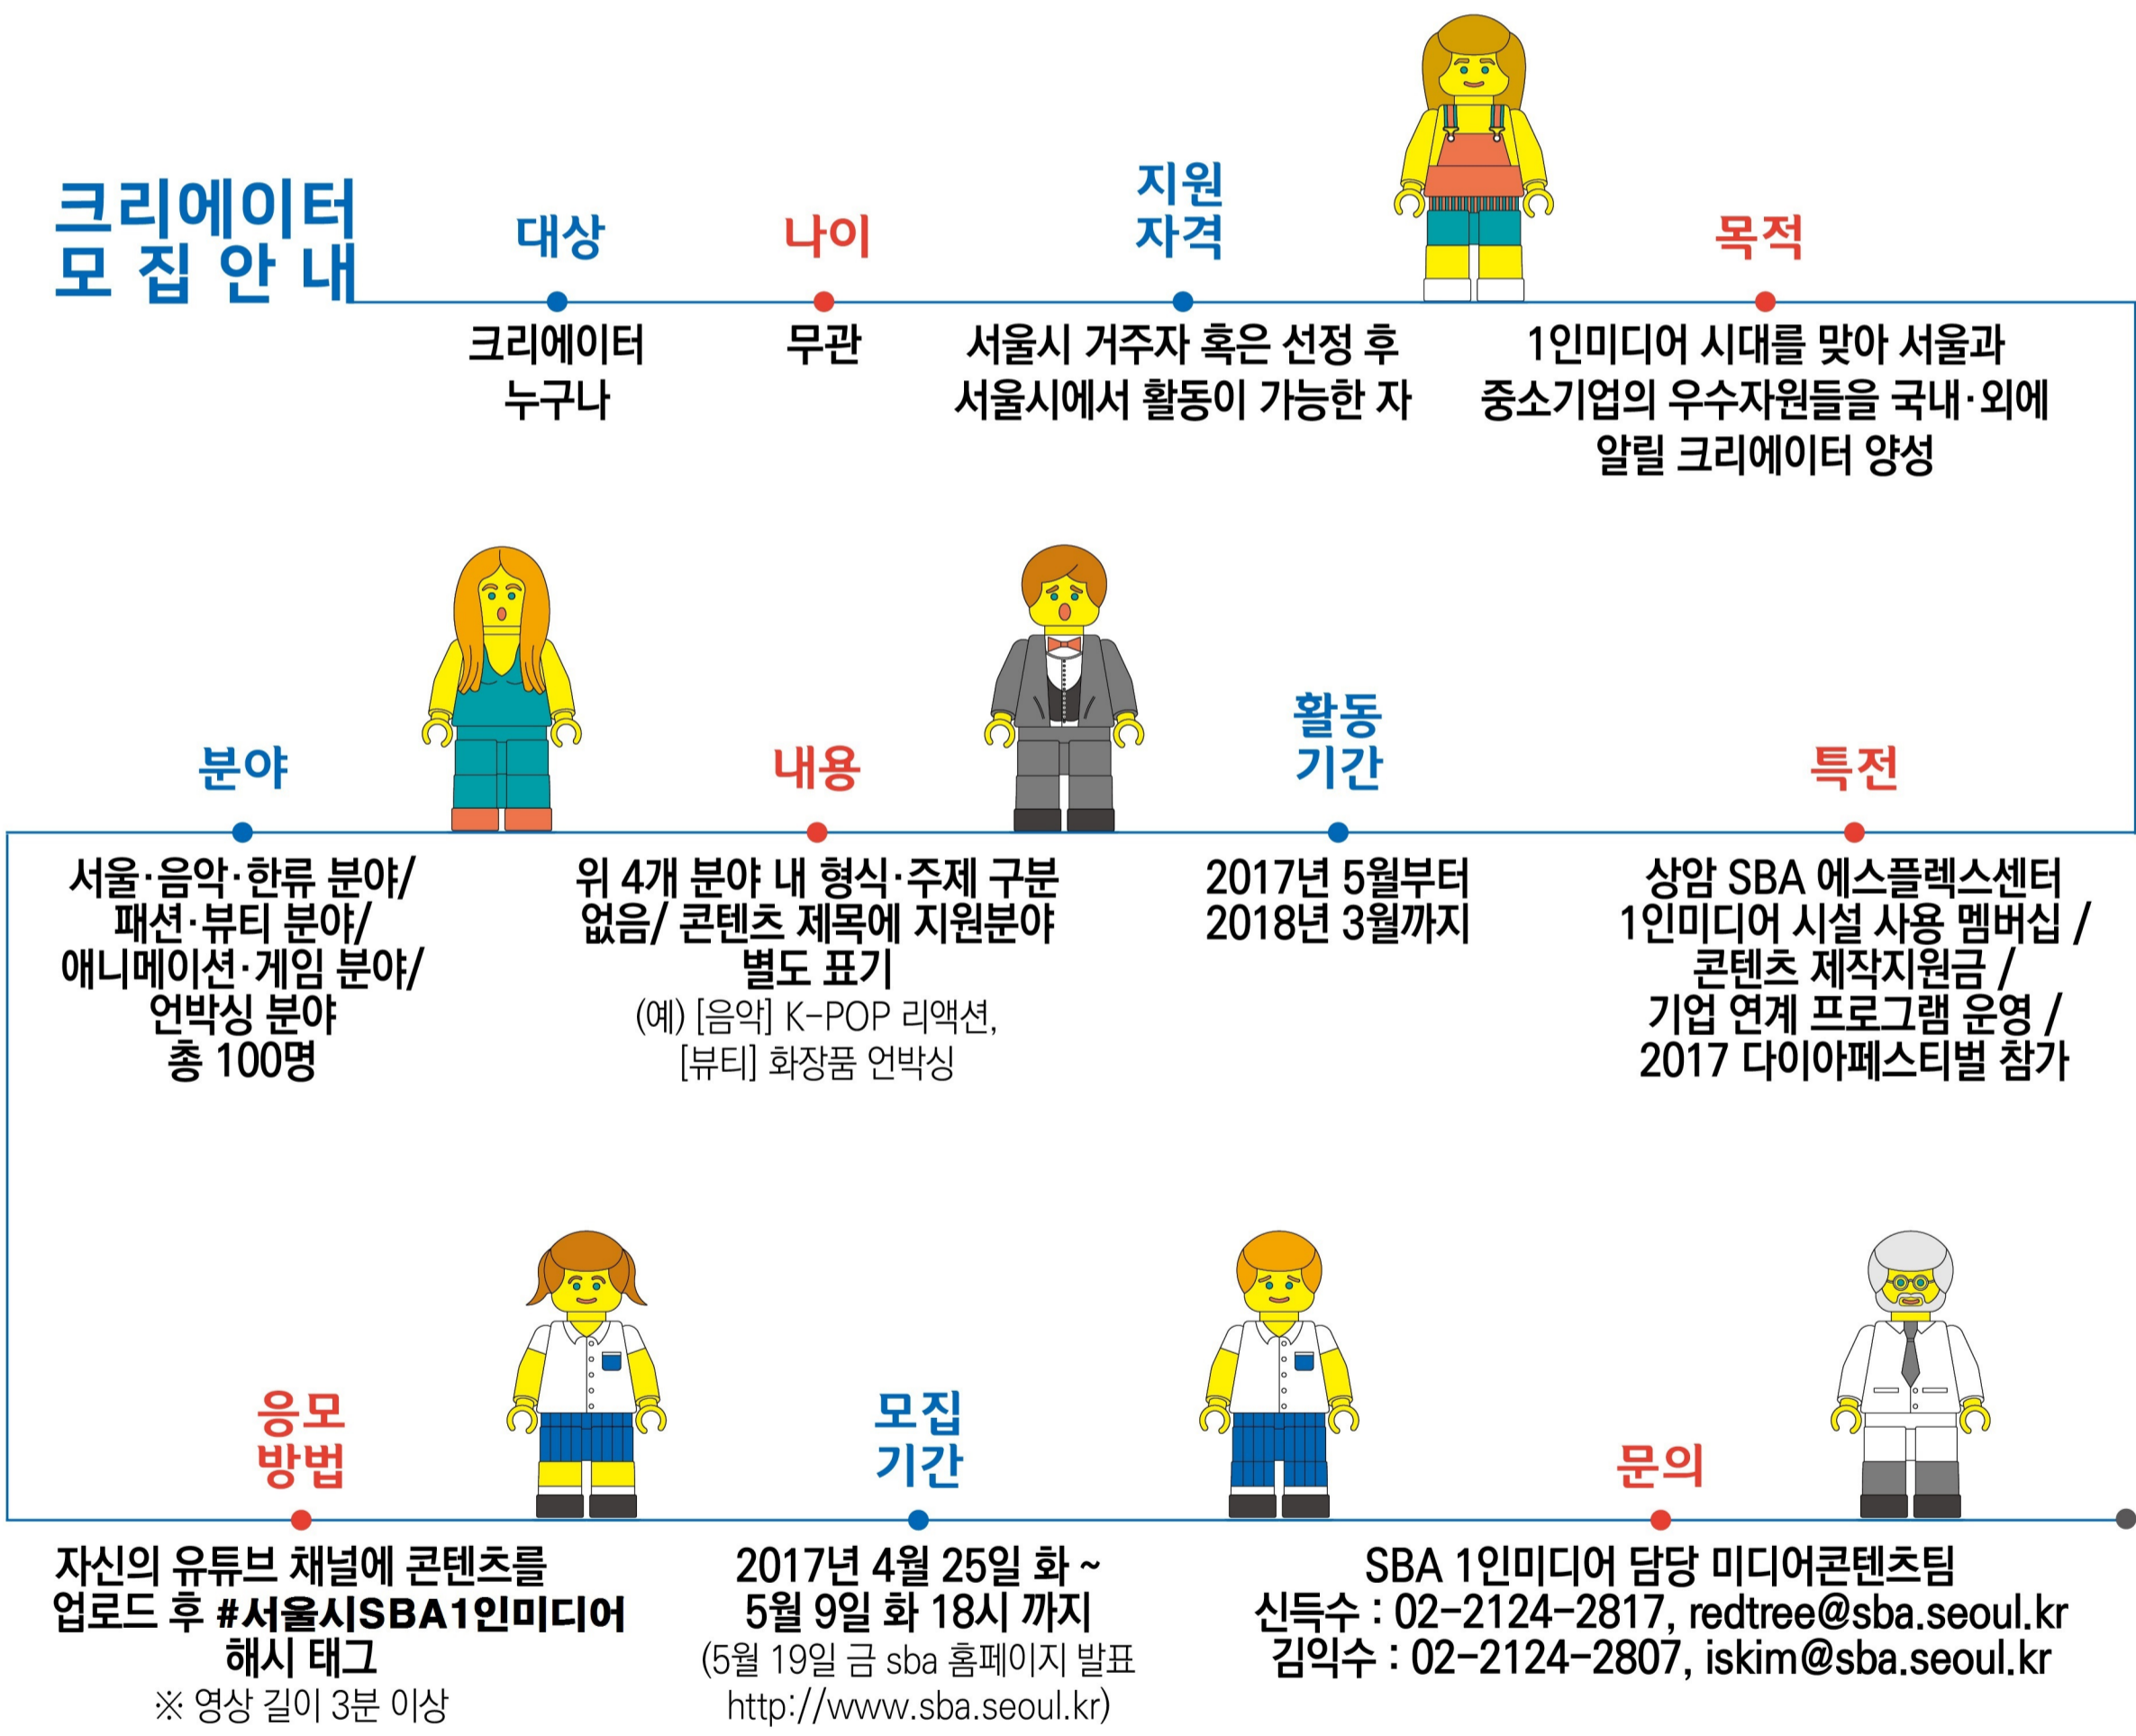 크리에이터
모집안내
대상
크리에이터
누구나
나이
무관
지원
자격
서울시 거주자 혹은 선정 후
서울시에서 활동이 가능한 자
목적
1인미디어 시대를 맞아 서울과
중소기업의 우수자원들을 국내·외에
알릴 크리에이터 양성
분야
서울·음악·한류 분야/
패션·뷰티 분야/
애니메이션·게임 분야/
언박싱 분야
총 100명
내용
위 4개 분야 내 형식·주제 구분
없음/ 콘텐츠 제목에 지원분야
별도 표기
(예) [음악] K-POP 리액션,
[뷰티] 화장품 언박싱
활동
기간
2017년 5월부터
2018년 3월까지
특전
상암 SBA 에스플렉스센터
1인미디어 시설 사용 멤버십 /
콘텐츠 제작지원금 /
기업 연계 프로그램 운영 /
2017 다이아페스티벌 참가
응모
방법
자신의 유튜브 채널에 콘텐츠를
업로드 후 #서울시SBA1인미디어
해시 태그
※ 영상 길이 3분 이상
모집
기간
2017년 4월 25일 화 ~
5월 9일 화 18시 까지
(5월 19일 금 sba 홈페이지 발표
http://www.sba.seoul.kr)
문의
SBA 1인미디어 담당 미디어콘텐츠팀
신득수 : 02-2124-2817, redtree@sba.seoul.kr
김익수 : 02-2124-2807, iskim@sba.seoul.kr